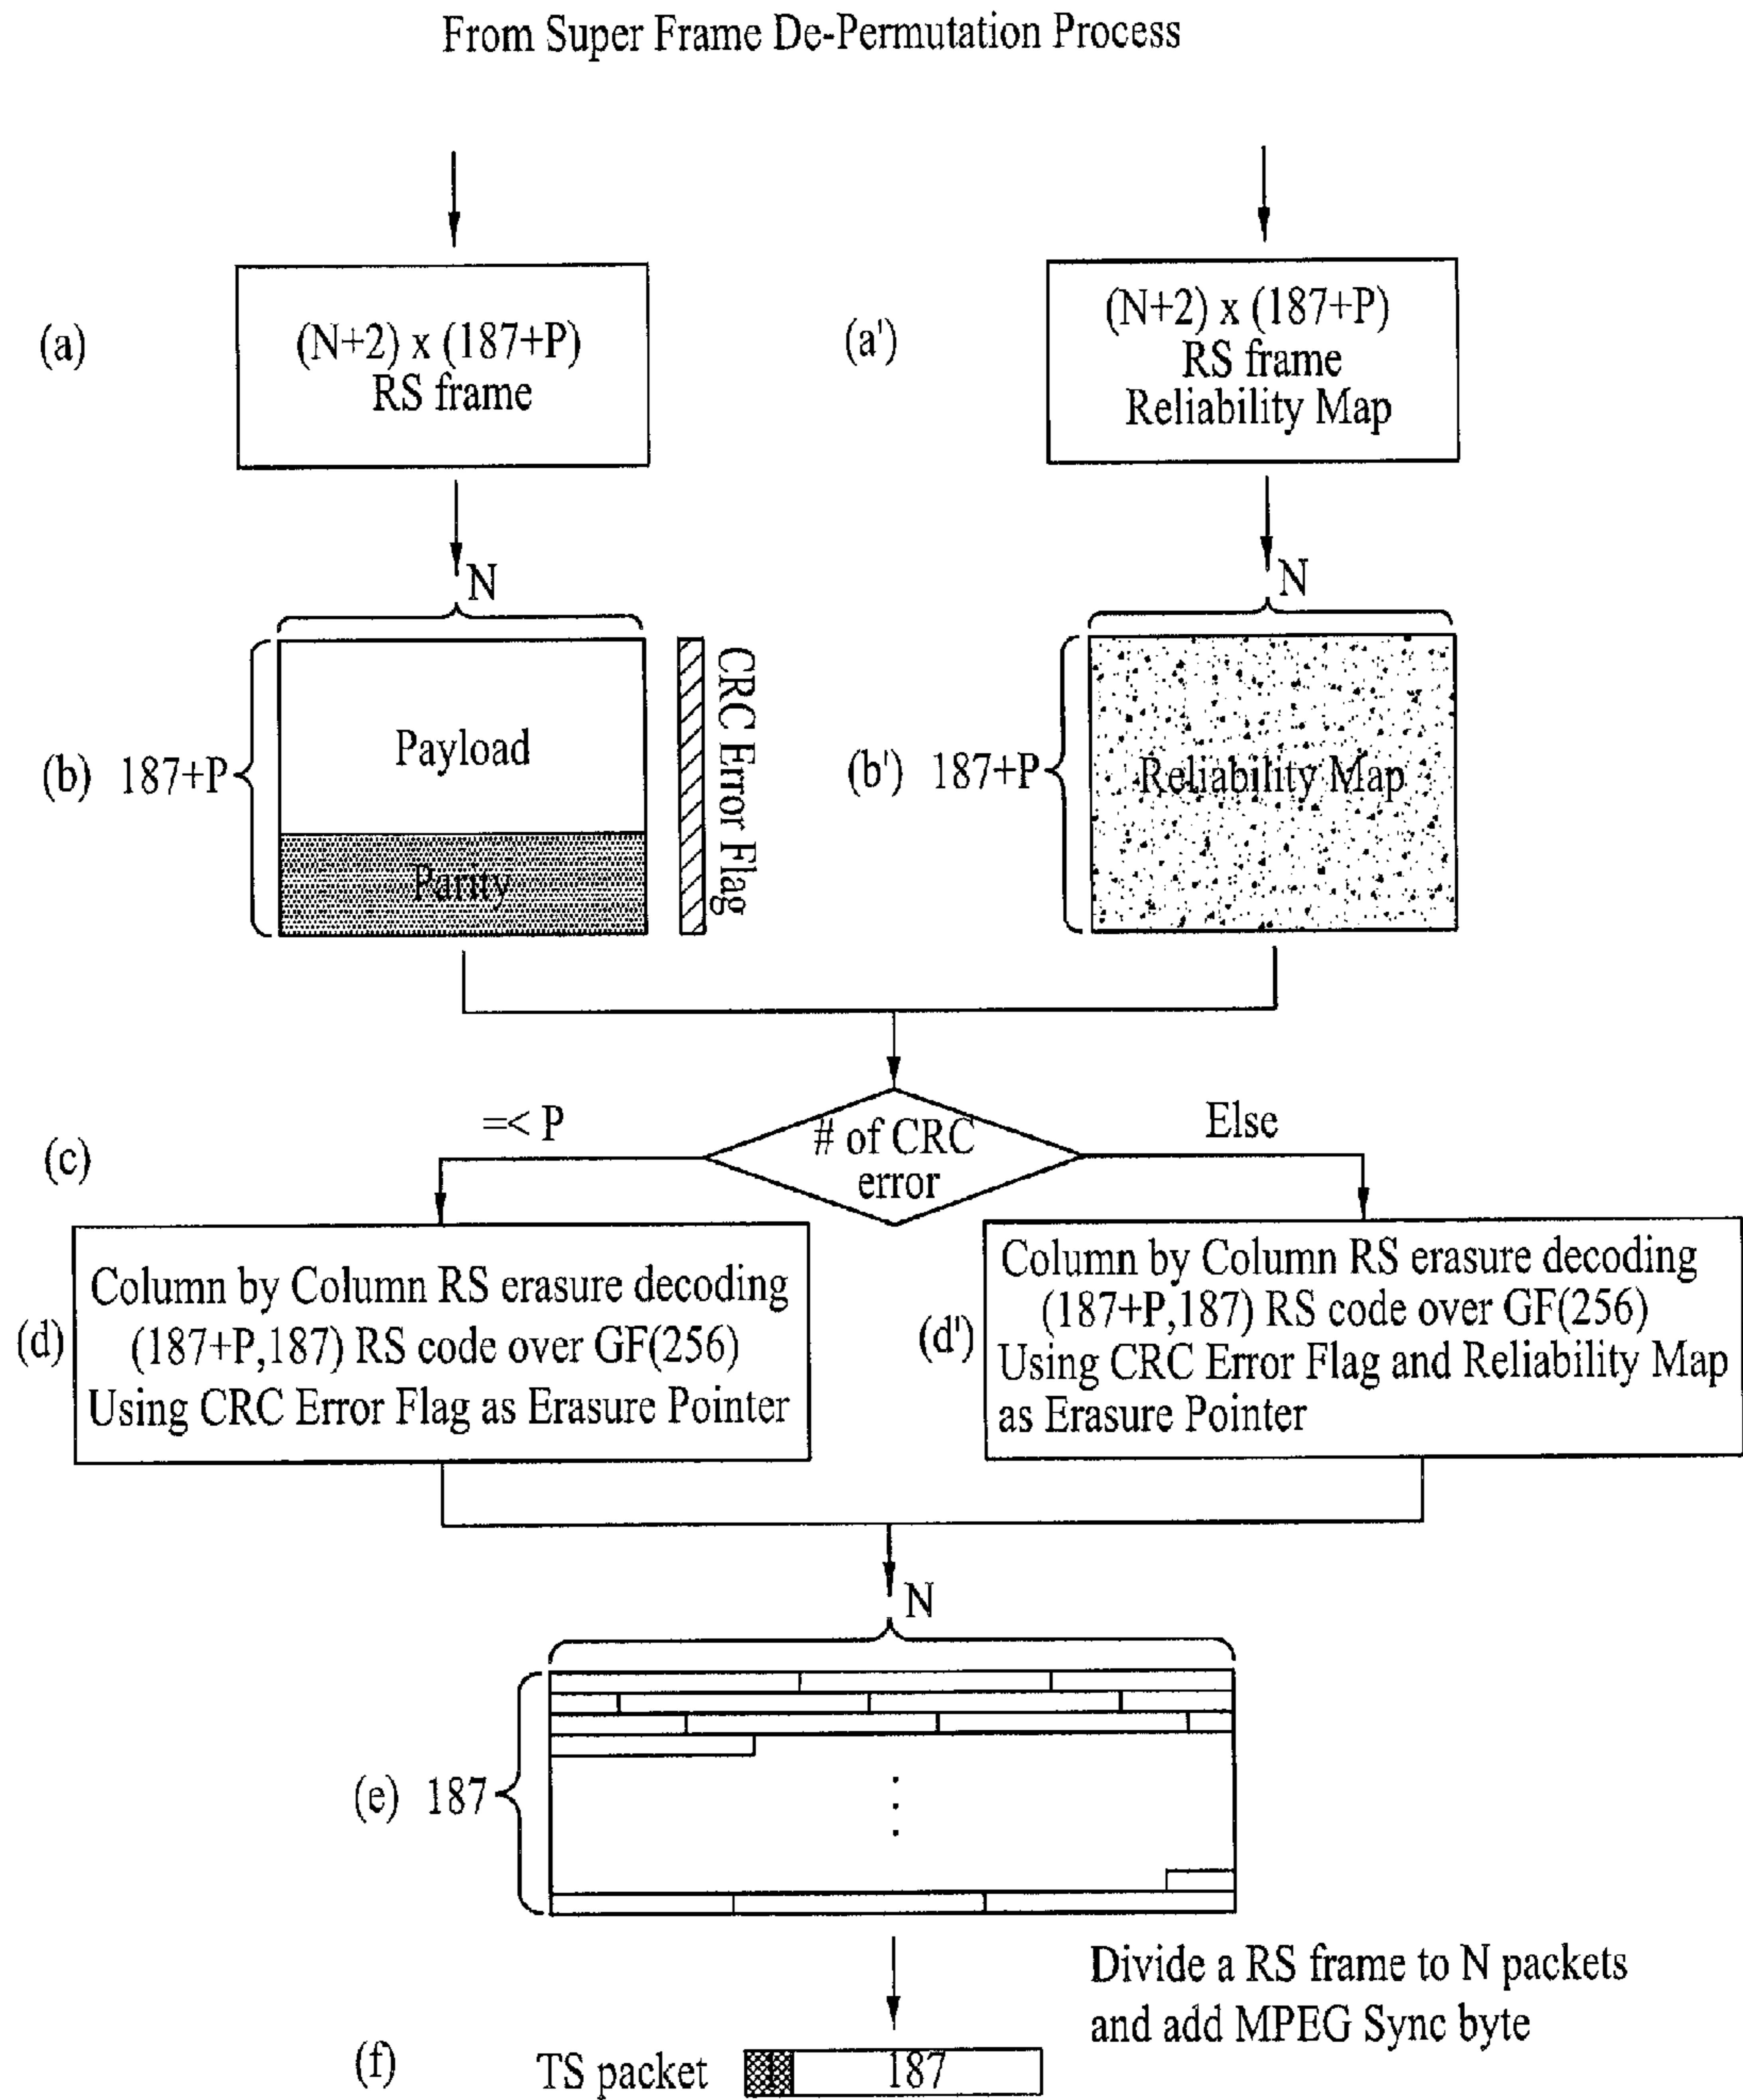 From Super Frame De-Permutation Process
(a)
(N+2) x (187+P)
RS frame
(a')
(N+2) x (187+P)
RS frame
Reliability Map
N
N
(b) 187+P
Payload
Parity
CRC Error Flag
(b') 187+P
Reliability Map
(c)
=< P
# of CRC
error
Else
(d)
Column by Column RS erasure decoding
(187+P,187) RS code over GF(256)
Using CRC Error Flag as Erasure Pointer
(d')
Column by Column RS erasure decoding
(187+P,187) RS code over GF(256)
Using CRC Error Flag and Reliability Map
as Erasure Pointer
N
(e) 187
Divide a RS frame to N packets
and add MPEG Sync byte
(f)
TS packet
1
187